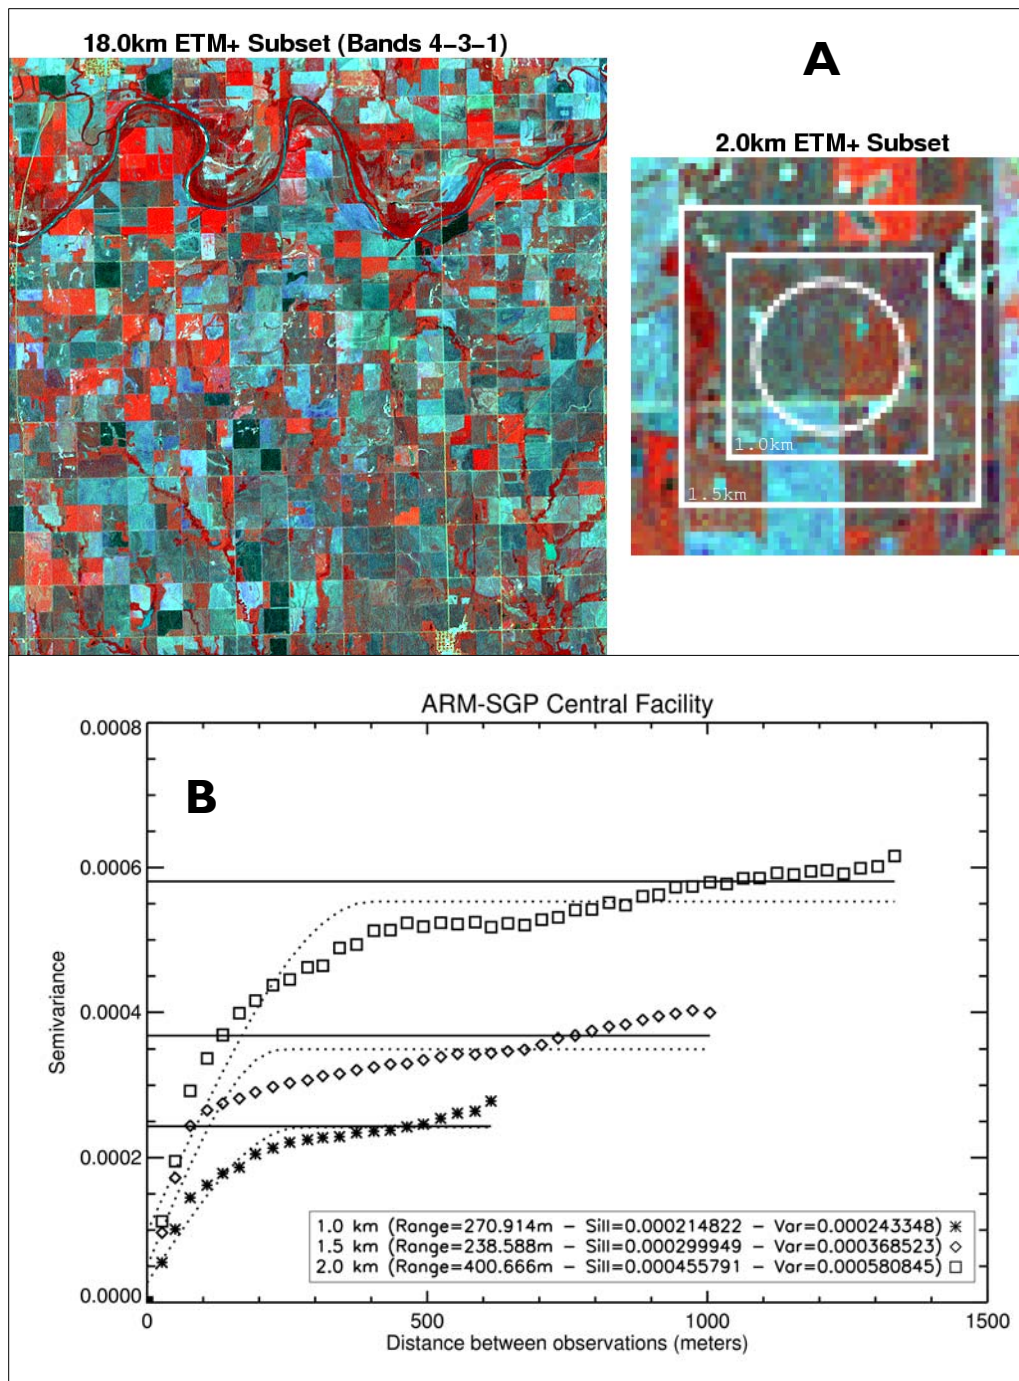 18.0km ETM+ Subset (Bands 4-3-1)
A
2.0km ETM+ Subset
1.0km
1.5km
ARM-SGP Central Facility
B
0.0008
0.0006
0.0004
0.0002
0.0000
Semivariance
1.0 km (Range=270.914m - Sill=0.000214822 - Var=0.000243348)
1.5 km (Range=238.588m - Sill=0.000299949 - Var=0.000368523)
2.0 km (Range=400.666m - Sill=0.000455791 - Var=0.000580845)
0 500 1000 1500
Distance between observations (meters)